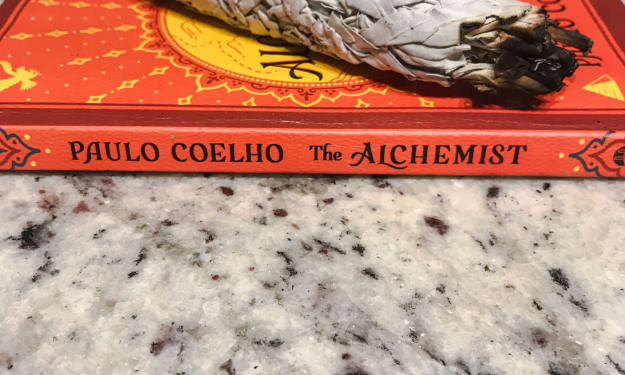 PAULO COELHO The ALCHEMIST